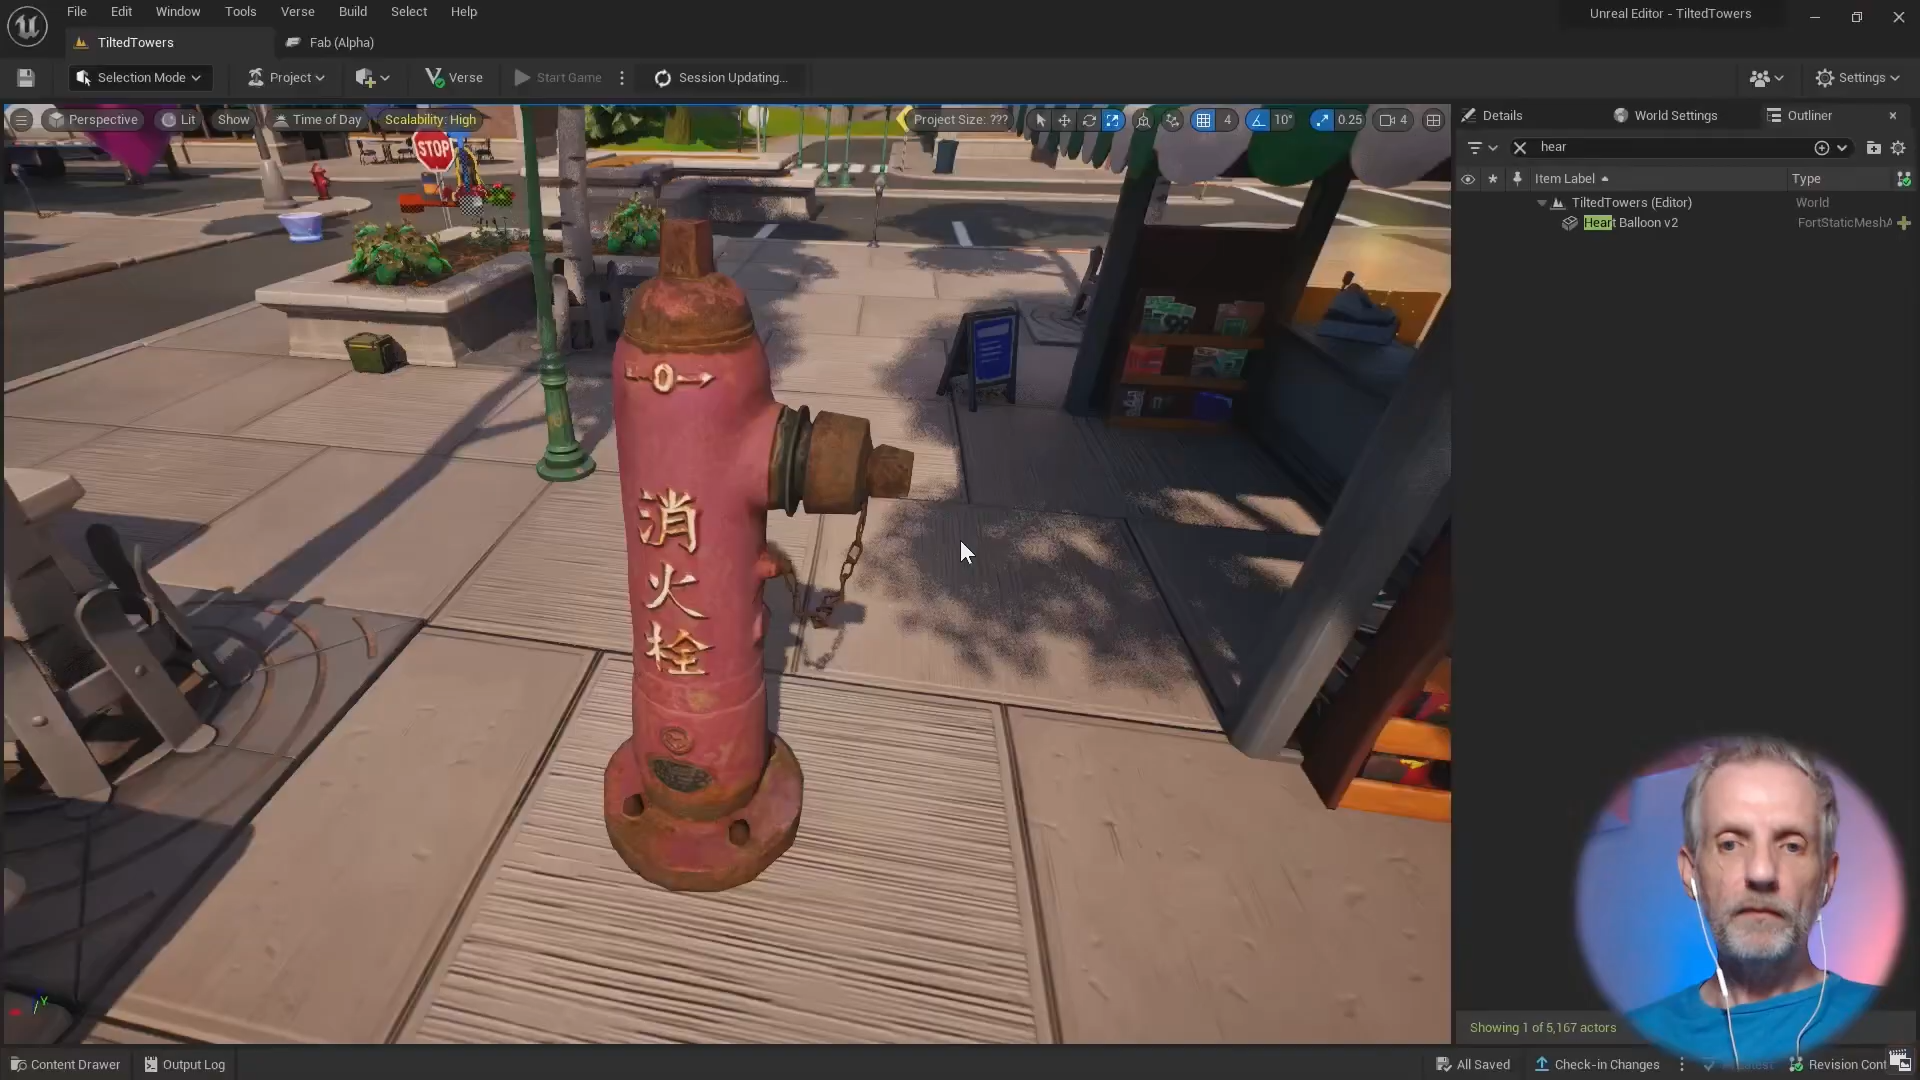 File Edit Window Tools Verse Build Select Help
Unreal Editor - TiltedTowers
TiltedTowers
Fab (Alpha)
Selection Mode
Project
Verse
Start Game
Session Updating...
Settings
Perspective
Lit
Show
Time of Day
Scalability: High
Project Size: ???
4
10°
0.25
4
STOP
消
火
栓
Details
World Settings
Outliner
hear
Item Label
Type
TiltedTowers (Editor)
World
Heart Balloon v2
FortStaticMeshA
Showing 1 of 5,167 actors
Content Drawer
Output Log
All Saved
Check-in Changes
Revision Cont